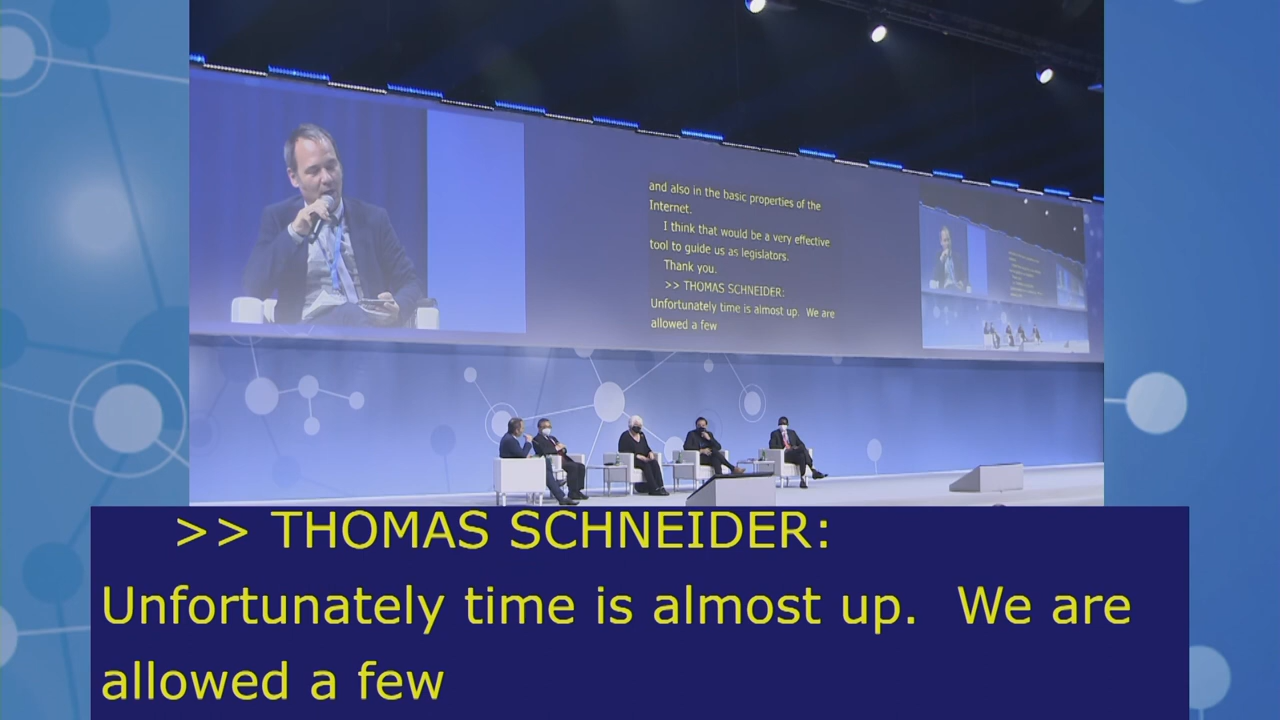 and also in the basic properties of the
Internet.
I think that would be a very effective
tool to guide us as legislators.
Thank you.
>> THOMAS SCHNEIDER:
Unfortunately time is almost up.  We are
allowed a few
>> THOMAS SCHNEIDER:
Unfortunately time is almost up.  We are
allowed a few